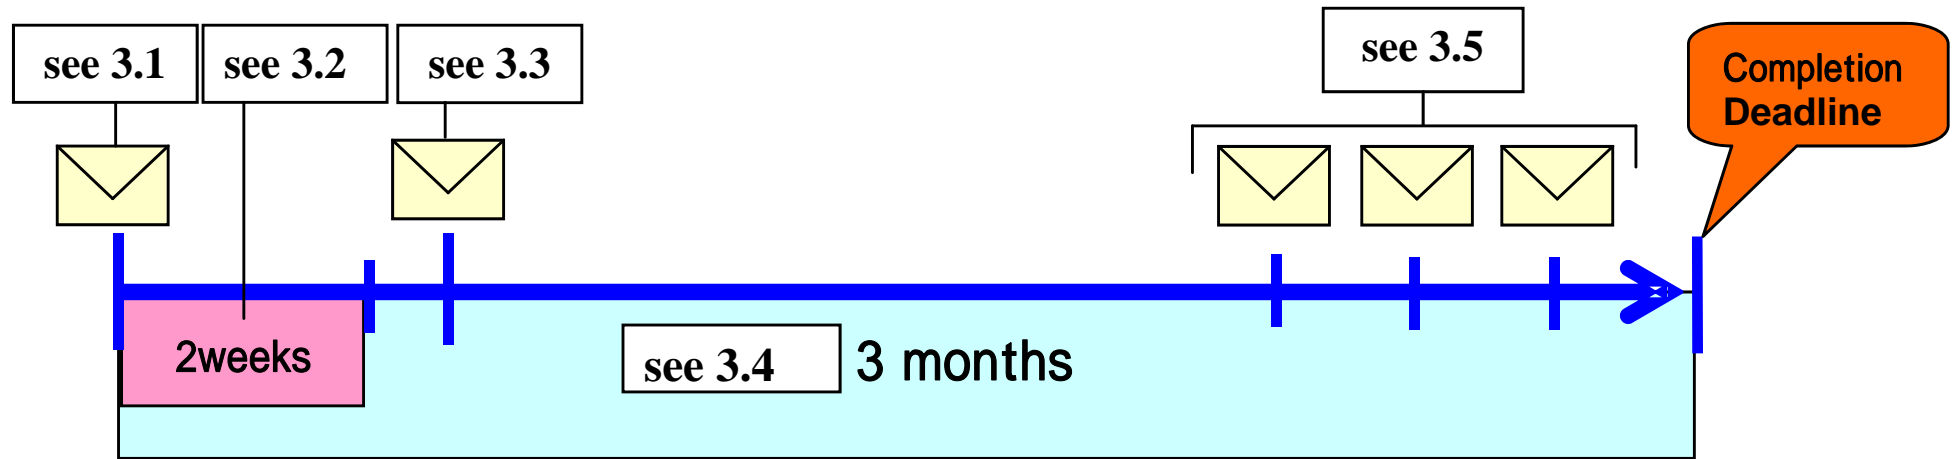 see 3.1
see 3.2
see 3.3
see 3.5
Completion
Deadline
2weeks
see 3.4
3 months